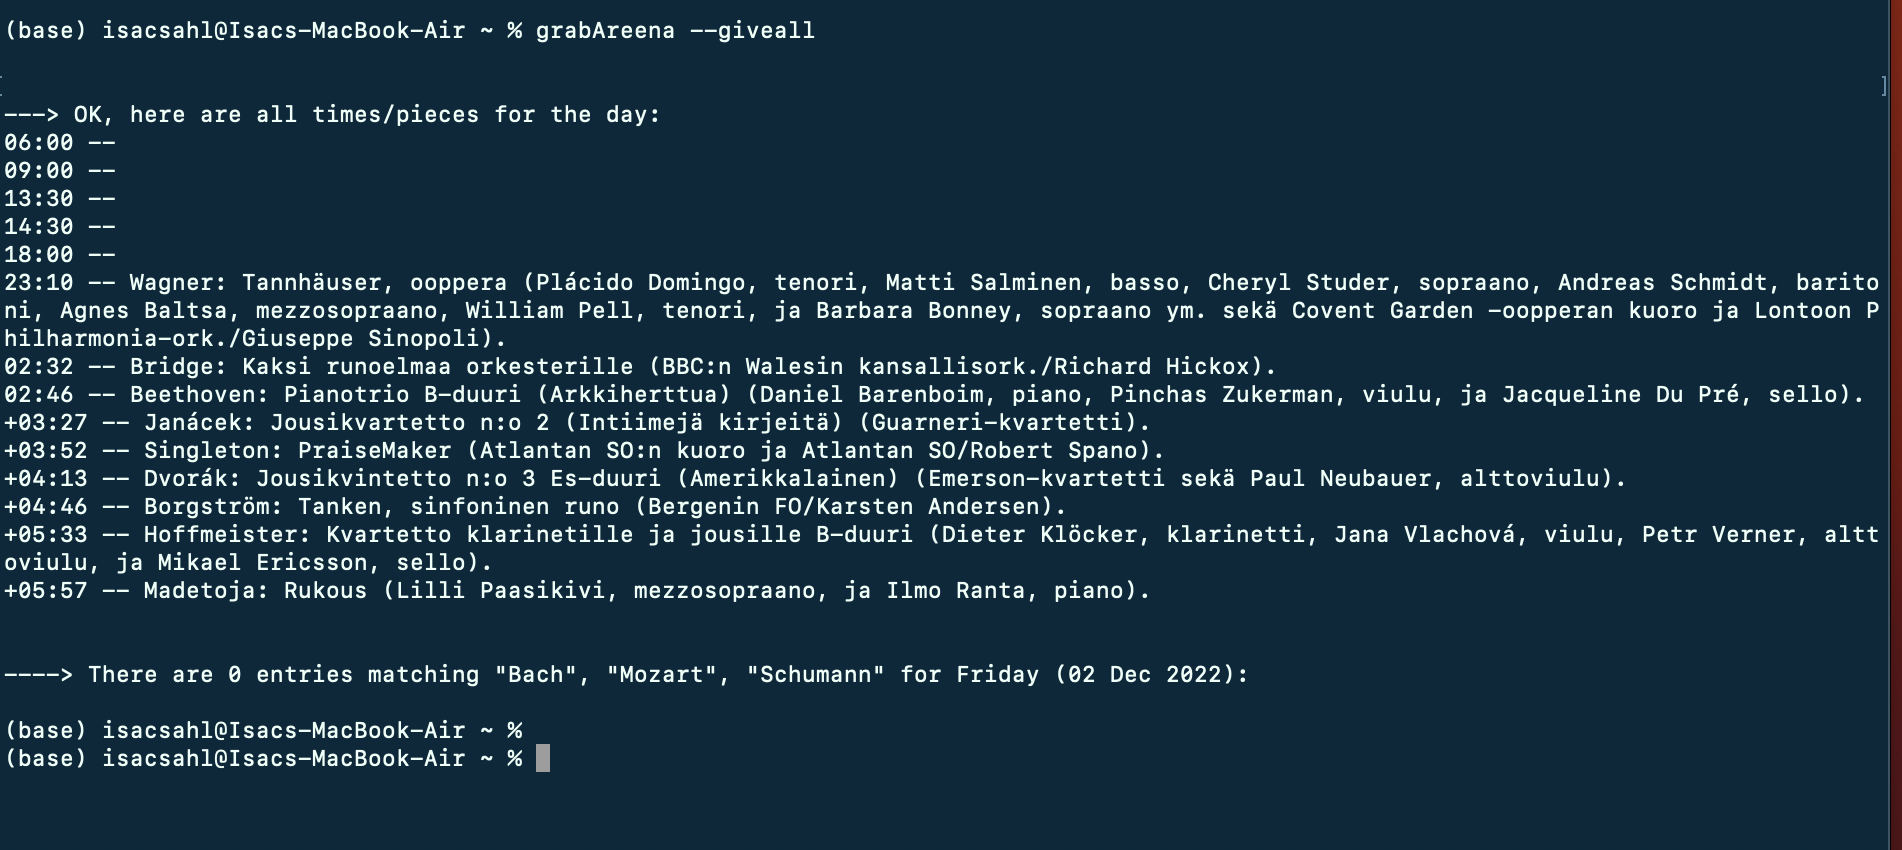 (base) isacsahl@Isacs-MacBook-Air ~ % grabAreena --giveall
[ ]
---> OK, here are all times/pieces for the day:
06:00 --
09:00 --
13:30 --
14:30 --
18:00 --
23:10 -- Wagner: Tannhäuser, ooppera (Plácido Domingo, tenori, Matti Salminen, basso, Cheryl Studer, sopraano, Andreas Schmidt, barito
ni, Agnes Baltsa, mezzosopraano, William Pell, tenori, ja Barbara Bonney, sopraano ym. sekä Covent Garden -oopperan kuoro ja Lontoon P
hilharmonia-ork./Giuseppe Sinopoli).
02:32 -- Bridge: Kaksi runoelmaa orkesterille (BBC:n Walesin kansallisork./Richard Hickox).
02:46 -- Beethoven: Pianotrio B-duuri (Arkkiherttua) (Daniel Barenboim, piano, Pinchas Zukerman, viulu, ja Jacqueline Du Pré, sello).
+03:27 -- Janácek: Jousikvartetto n:o 2 (Intiimejä kirjeitä) (Guarneri-kvartetti).
+03:52 -- Singleton: PraiseMaker (Atlantan SO:n kuoro ja Atlantan SO/Robert Spano).
+04:13 -- Dvorák: Jousikvintetto n:o 3 Es-duuri (Amerikkalainen) (Emerson-kvartetti sekä Paul Neubauer, alttoviulu).
+04:46 -- Borgström: Tanken, sinfoninen runo (Bergenin FO/Karsten Andersen).
+05:33 -- Hoffmeister: Kvartetto klarinetille ja jousille B-duuri (Dieter Klöcker, klarinetti, Jana Vlachová, viulu, Petr Verner, altt
oviulu, ja Mikael Ericsson, sello).
+05:57 -- Madetoja: Rukous (Lilli Paasikivi, mezzosopraano, ja Ilmo Ranta, piano).
----> There are 0 entries matching "Bach", "Mozart", "Schumann" for Friday (02 Dec 2022):
(base) isacsahl@Isacs-MacBook-Air ~ %
(base) isacsahl@Isacs-MacBook-Air ~ %